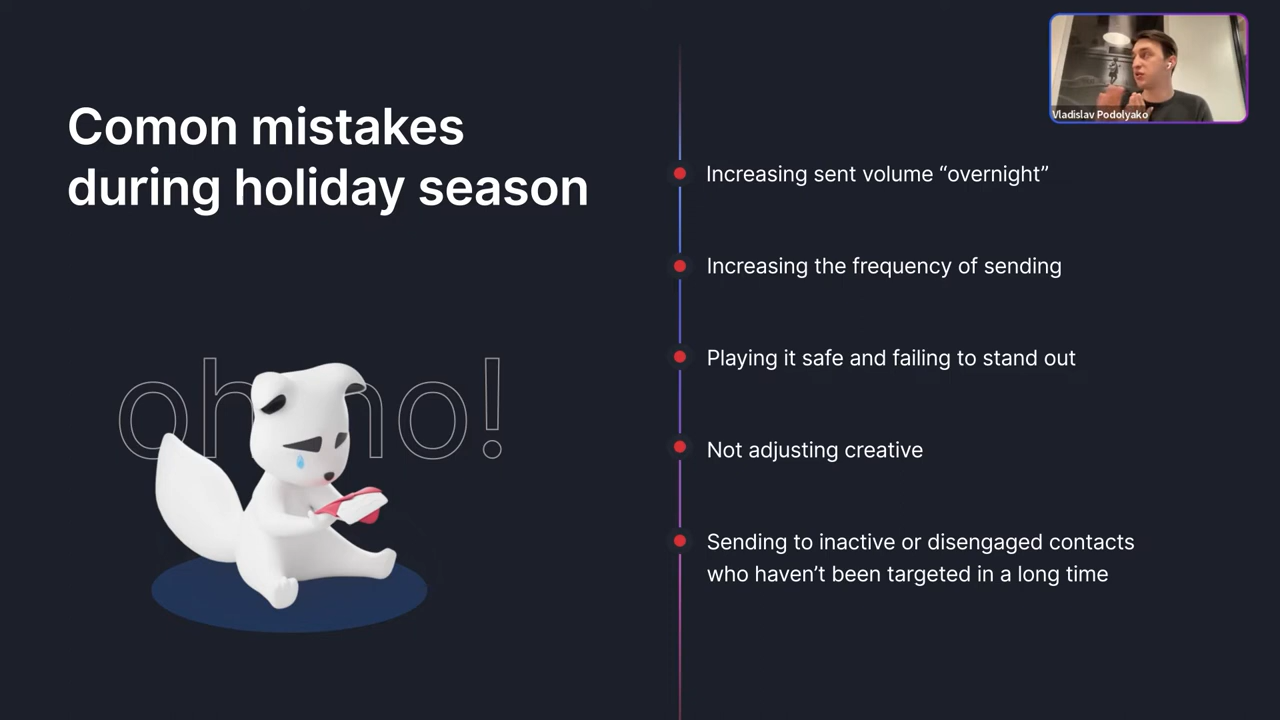 Comon mistakes
during holiday season
oh no!
Vladislav Podolyako
Increasing sent volume “overnight”
Increasing the frequency of sending
Playing it safe and failing to stand out
Not adjusting creative
Sending to inactive or disengaged contacts
who haven’t been targeted in a long time